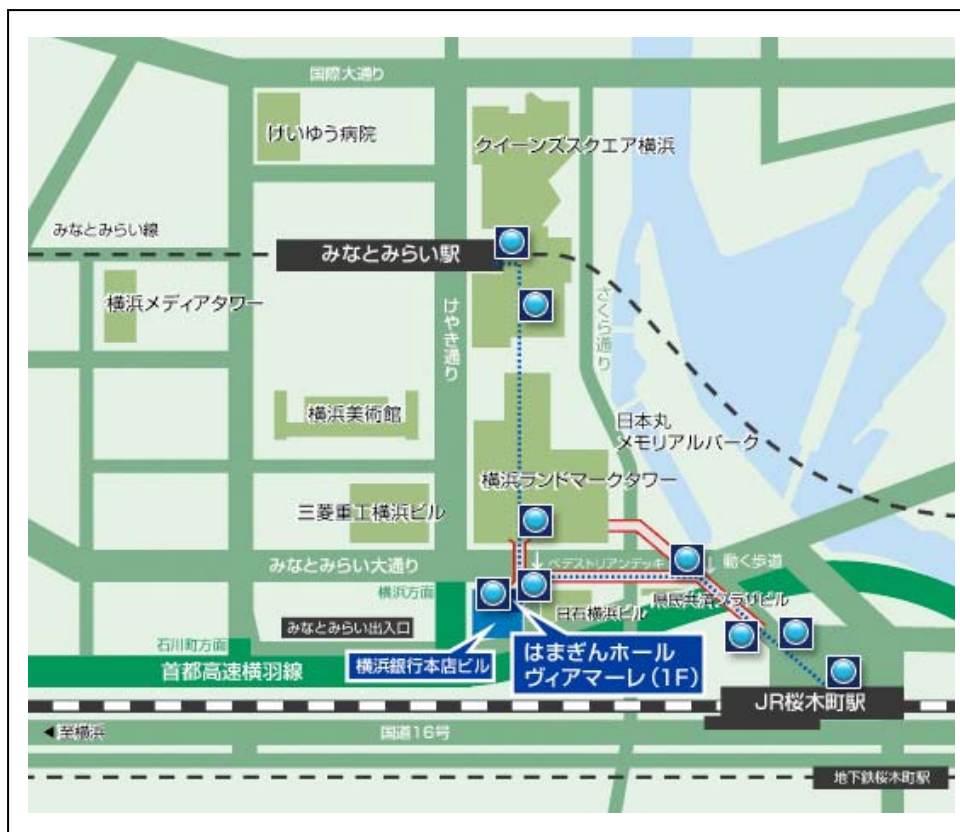 国際大通り
けいゆう病院
クイーンズスクエア横浜
みなとみらい線
みなとみらい駅
横浜メディアタワー
けやき通り
さくら通り
横浜美術館
日本丸
メモリアルパーク
横浜ランドマークタワー
三菱重工横浜ビル
みなとみらい大通り
↓ペデストリアンデッキ
↓動く歩道
横浜方面
日石横浜ビル
県民共済プラザビル
みなとみらい出入口
石川町方面
首都高速横羽線
横浜銀行本店ビル
はまぎんホール
ヴィアマーレ(1F)
JR桜木町駅
◀至横浜
国道16号
地下鉄桜木町駅